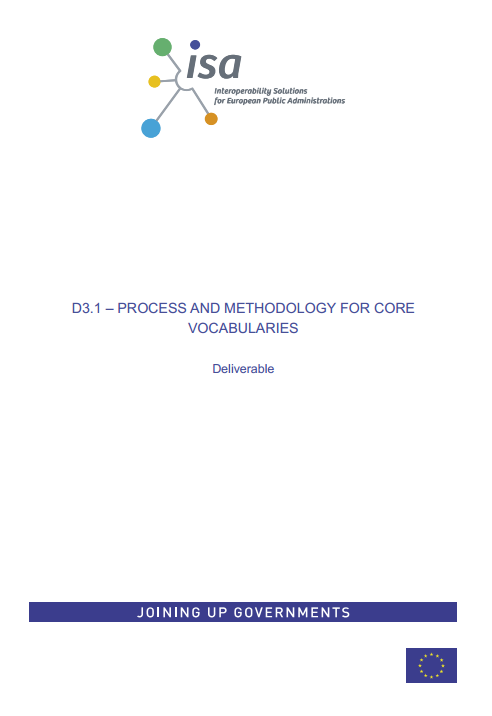 isa
Interoperability Solutions
for European Public Administrations
D3.1 – PROCESS AND METHODOLOGY FOR CORE
VOCABULARIES
Deliverable
JOINING UP GOVERNMENTS